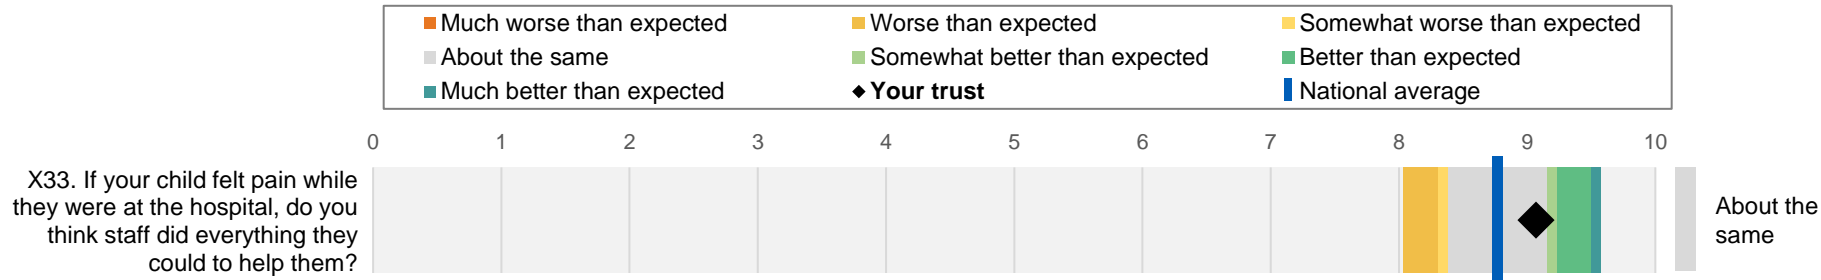 Much worse than expected Worse than expected Somewhat worse than expected
About the same Somewhat better than expected Better than expected
Much better than expected Your trust National average
0 1 2 3 4 5 6 7 8 9 10
X33. If your child felt pain while
they were at the hospital, do you
think staff did everything they
could to help them?
About the
same